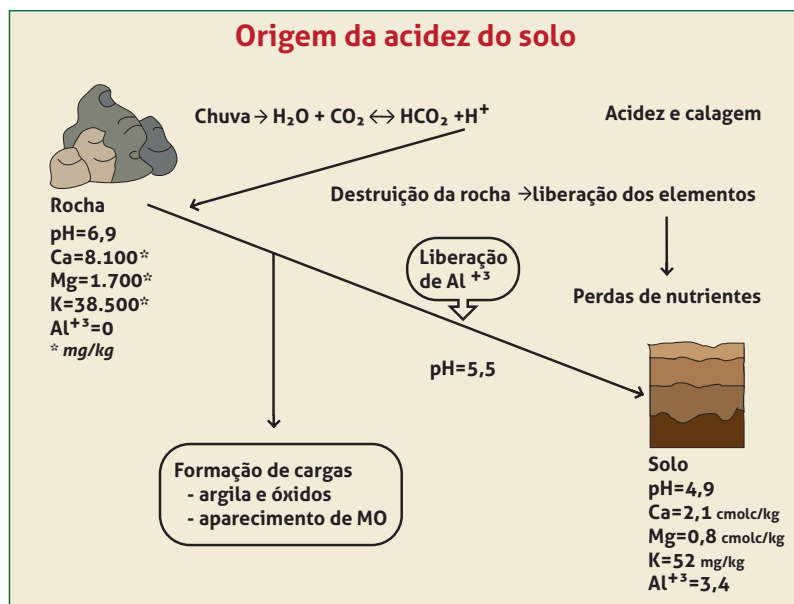 Origem da acidez do solo
Chuva → H₂O + CO₂ ↔ HCO₂ +H⁺
Acidez e calagem
Destruição da rocha →liberação dos elementos
Rocha
pH=6,9
Ca=8.100*
Mg=1.700*
K=38.500*
Al⁺³=0
* mg/kg
Liberação
de Al ⁺³
Perdas de nutrientes
pH=5,5
Formação de cargas
- argila e óxidos
- aparecimento de MO
Solo
pH=4,9
Ca=2,1 cmolc/kg
Mg=0,8 cmolc/kg
K=52 mg/kg
Al⁺³=3,4